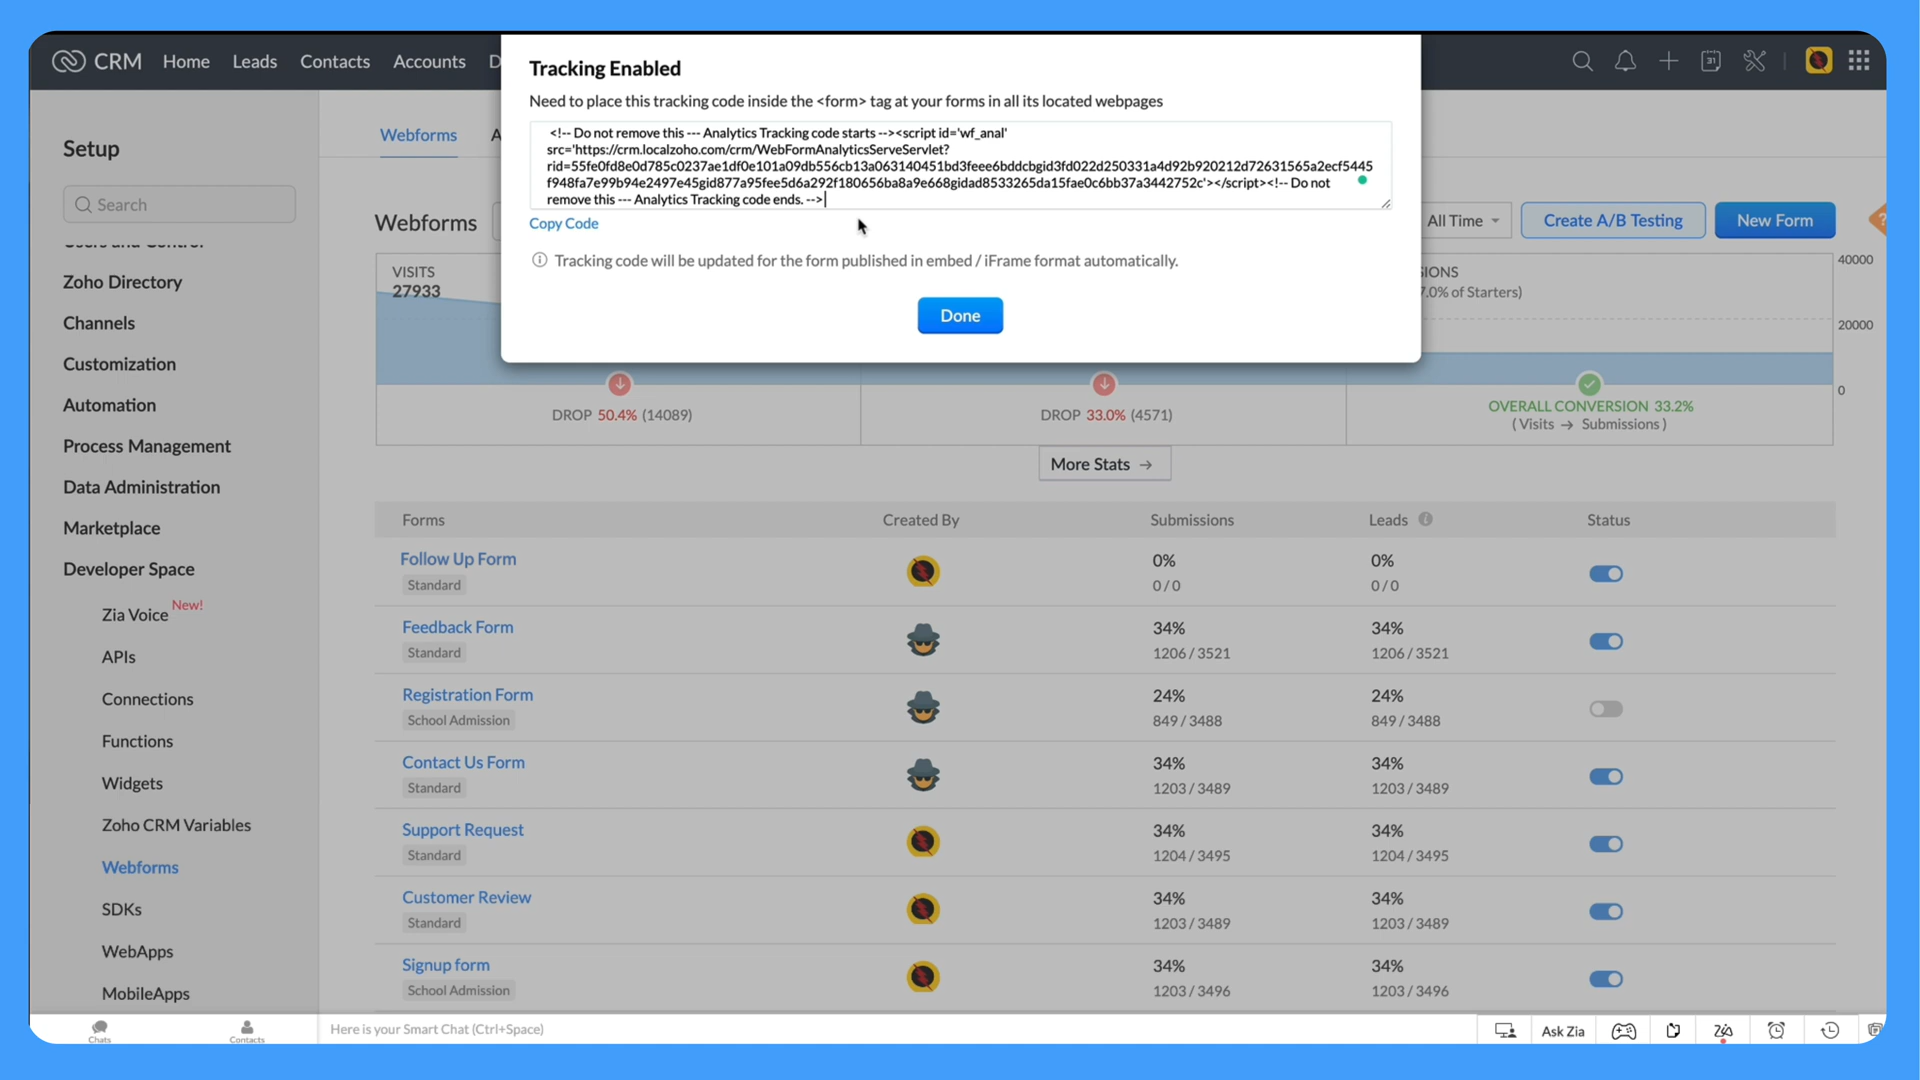 CRM Home Leads Contacts Accounts D
31
Tracking Enabled
Need to place this tracking code inside the <form> tag at your forms in all its located webpages
<!-- Do not remove this --- Analytics Tracking code starts --><script id='wf_anal'
src='https://crm.localzoho.com/crm/WebFormAnalyticsServeServlet?
rid=55fe0fd8e0d785c0237ae1df0e101a09db556cb13a063140451bd3feee6bddcbgid3fd022d250331a4d92b920212d72631565a2ecf5445
f948fa7e99b94e2497e45gid877a95fee5d6a292f180656ba8a9e668gidad8533265da15fae0c6bb37a3442752c'></script><!-- Do not
remove this --- Analytics Tracking code ends. -->
Copy Code
Tracking code will be updated for the form published in embed / iFrame format automatically.
Done
Setup
Search
Zoho Directory
Channels
Customization
Automation
Process Management
Data Administration
Marketplace
Developer Space
Zia Voice New!
APIs
Connections
Functions
Widgets
Zoho CRM Variables
Webforms
SDKs
WebApps
MobileApps
Webforms A
Webforms
All Time
Create A/B Testing
New Form
?
VISITS
27933
SIONS
7.0% of Starters)
40000
20000
0
DROP 50.4% (14089)
DROP 33.0% (4571)
OVERALL CONVERSION 33.2%
( Visits → Submissions )
More Stats →
Forms Created By Submissions Leads Status
Follow Up Form 0% 0%
Standard 0 / 0 0 / 0
Feedback Form 34% 34%
Standard 1206 / 3521 1206 / 3521
Registration Form 24% 24%
School Admission 849 / 3488 849 / 3488
Contact Us Form 34% 34%
Standard 1203 / 3489 1203 / 3489
Support Request 34% 34%
Standard 1204 / 3495 1204 / 3495
Customer Review 34% 34%
Standard 1203 / 3489 1203 / 3489
Signup form 34% 34%
School Admission 1203 / 3496 1203 / 3496
Chats
Contacts
Here is your Smart Chat (Ctrl+Space)
Ask Zia